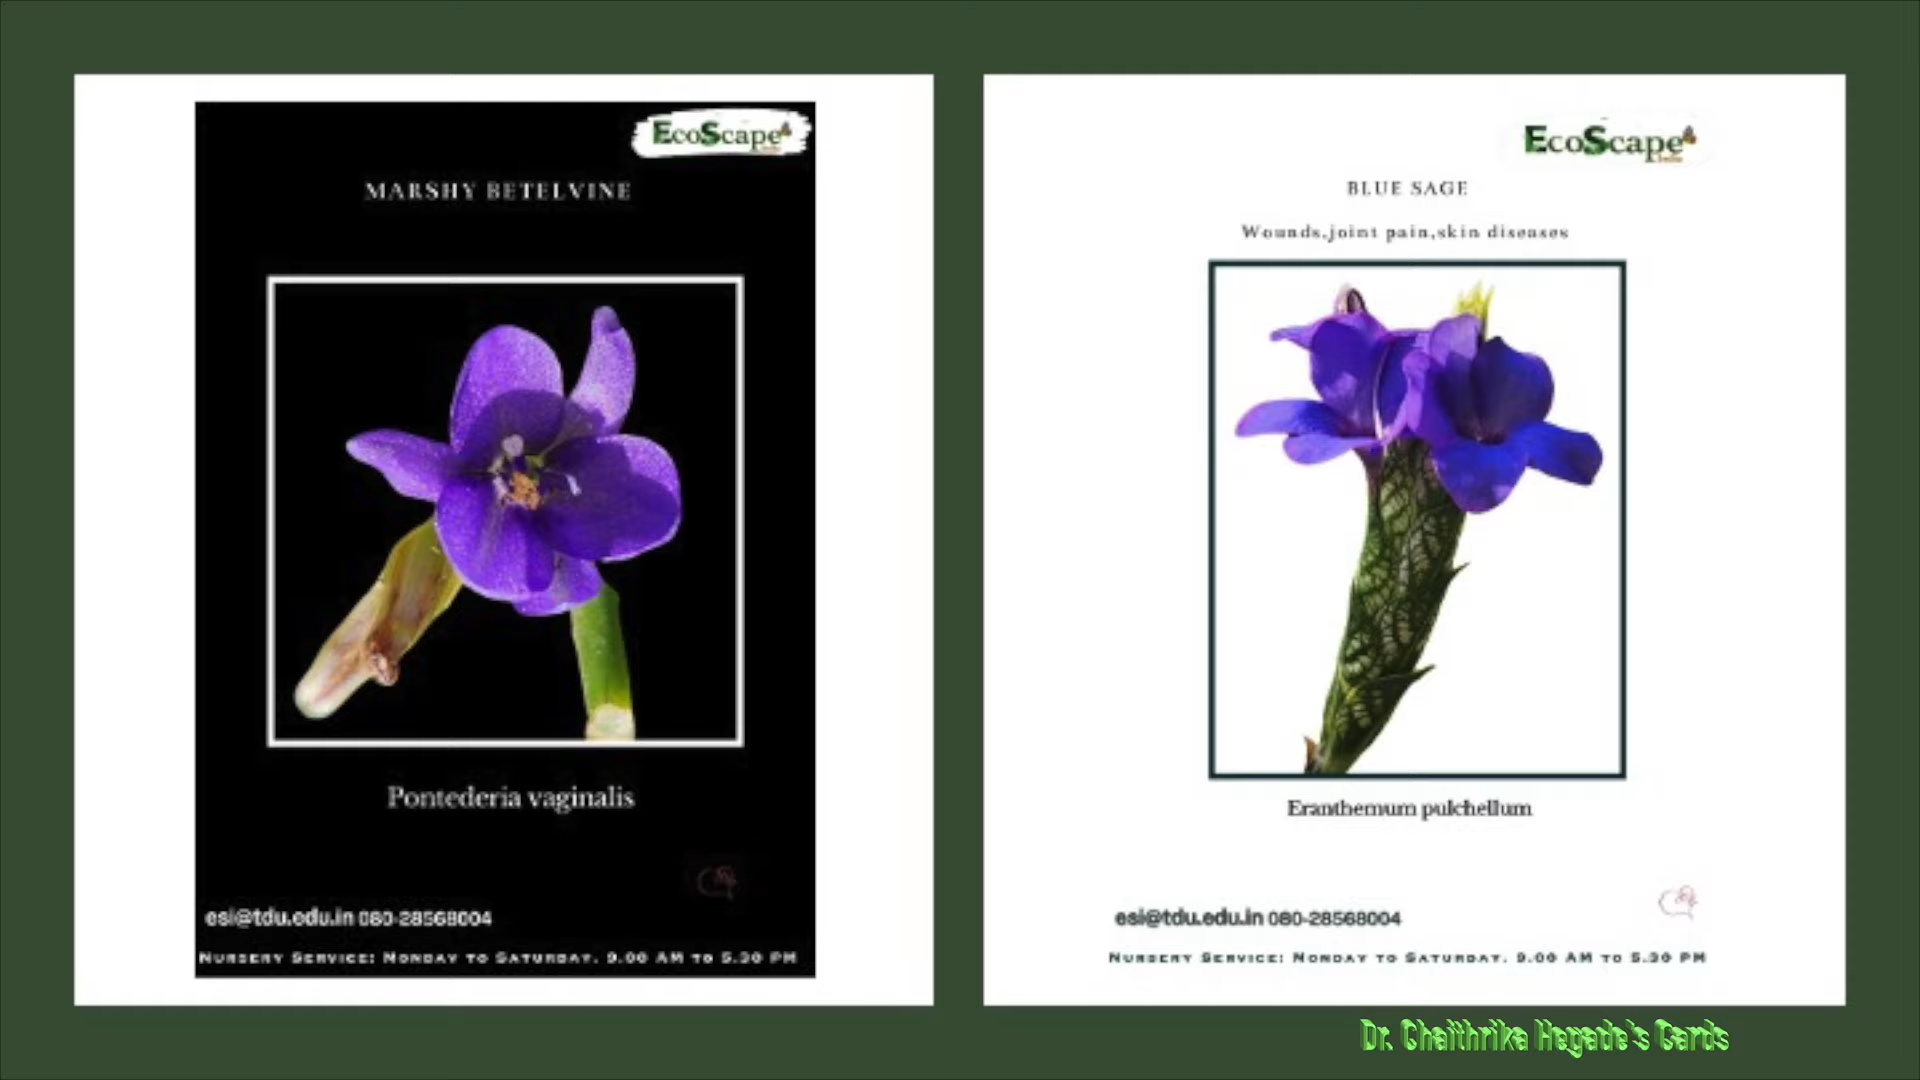 EcoScape
MARSHY BETELVINE
Pontederia vaginalis
esi@tdu.edu.in 080-28568004
NURSERY SERVICE: MONDAY TO SATURDAY. 9.00 AM TO 5.30 PM
EcoScape
BLUE SAGE
Wounds,joint pain,skin diseases
Eranthemum pulchellum
esi@tdu.edu.in 080-28568004
NURSERY SERVICE: MONDAY TO SATURDAY. 9.00 AM TO 5.30 PM
Dr. Chaithrika Hegade's Cards